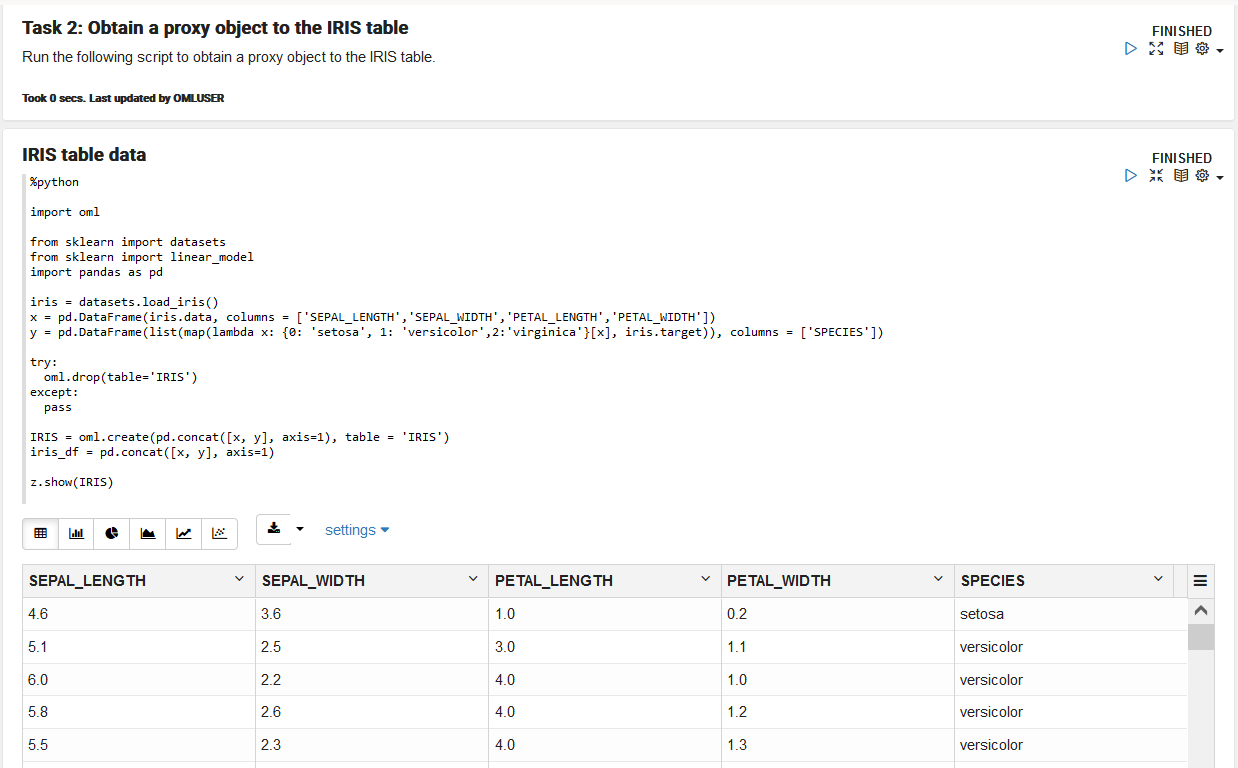 Task 2: Obtain a proxy object to the IRIS table
FINISHED
Run the following script to obtain a proxy object to the IRIS table.
Took 0 secs. Last updated by OMLUSER
IRIS table data
FINISHED
%python
import oml
from sklearn import datasets
from sklearn import linear_model
import pandas as pd
iris = datasets.load_iris()
x = pd.DataFrame(iris.data, columns = ['SEPAL_LENGTH','SEPAL_WIDTH','PETAL_LENGTH','PETAL_WIDTH'])
y = pd.DataFrame(list(map(lambda x: {0: 'setosa', 1: 'versicolor',2:'virginica'}[x], iris.target)), columns = ['SPECIES'])
try:
  oml.drop(table='IRIS')
except:
  pass
IRIS = oml.create(pd.concat([x, y], axis=1), table = 'IRIS')
iris_df = pd.concat([x, y], axis=1)
z.show(IRIS)
settings
SEPAL_LENGTH SEPAL_WIDTH PETAL_LENGTH PETAL_WIDTH SPECIES
4.6 3.6 1.0 0.2 setosa
5.1 2.5 3.0 1.1 versicolor
6.0 2.2 4.0 1.0 versicolor
5.8 2.6 4.0 1.2 versicolor
5.5 2.3 4.0 1.3 versicolor